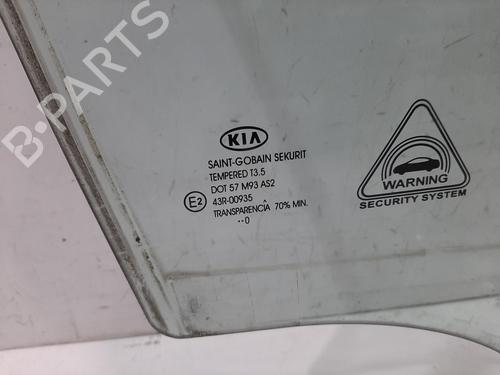 B-PARTS
KIA
SAINT-GOBAIN SEKURIT
TEMPERED T3.5
DOT 57 M93 AS2
E2 43R-00935
TRANSPARENCIA 70% MIN.
··0
WARNING
SECURITY SYSTEM